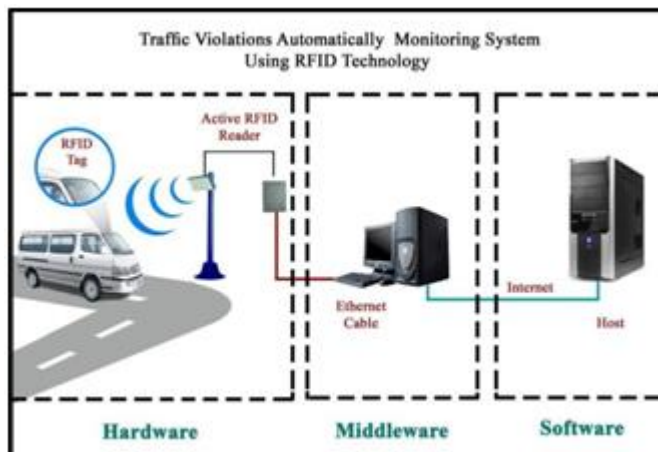 Traffic Violations Automatically Monitoring System
Using RFID Technology
Active RFID
Reader
RFID
Tag
Ethernet
Cable
Internet
Host
Hardware
Middleware
Software